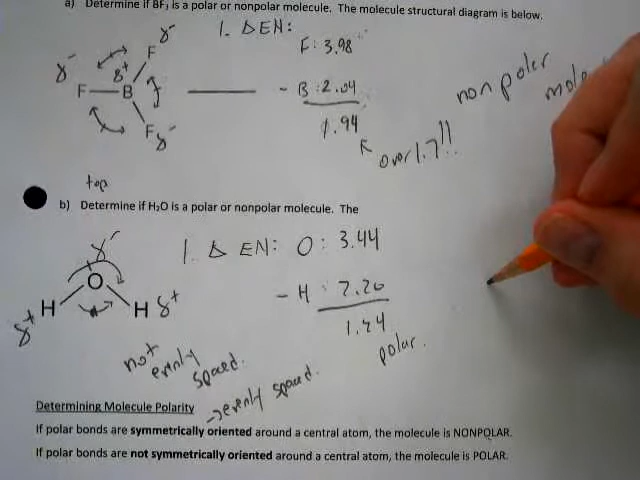 a) Determine if BF3 is a polar or nonpolar molecule. The molecule structural diagram is below.
1. ΔEN:
F: 3.98
- B: 2.04
1.94
over 1.7!!
nonpolar
δ-
F
δ-
δ+
F B
F δ-
top
b) Determine if H2O is a polar or nonpolar molecule. The
1. Δ EN: O: 3.44
- H: 2.20
1.24
polar.
δ-
O
H H δ+
δ+
not
evenly
spaced.
→evenly spaced.
Determining Molecule Polarity
If polar bonds are symmetrically oriented around a central atom, the molecule is NONPOLAR.
If polar bonds are not symmetrically oriented around a central atom, the molecule is POLAR.